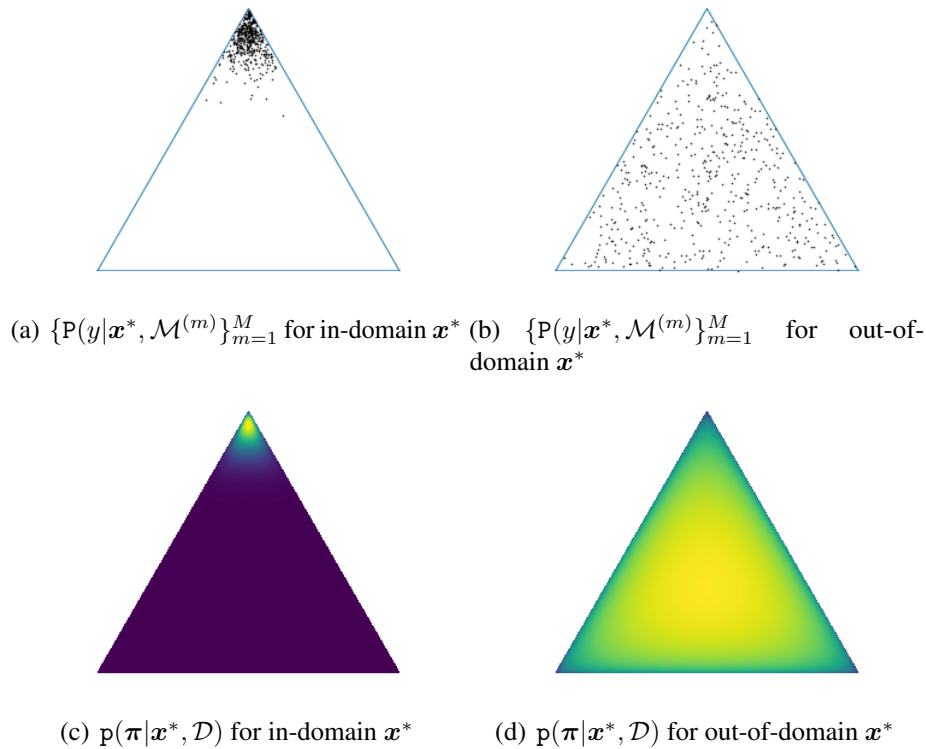 (a) {P(y|x*, M^(m))}_{m=1}^M for in-domain x*
(b) {P(y|x*, M^(m))}_{m=1}^M for out-of-
domain x*
(c) p(π|x*, D) for in-domain x*
(d) p(π|x*, D) for out-of-domain x*